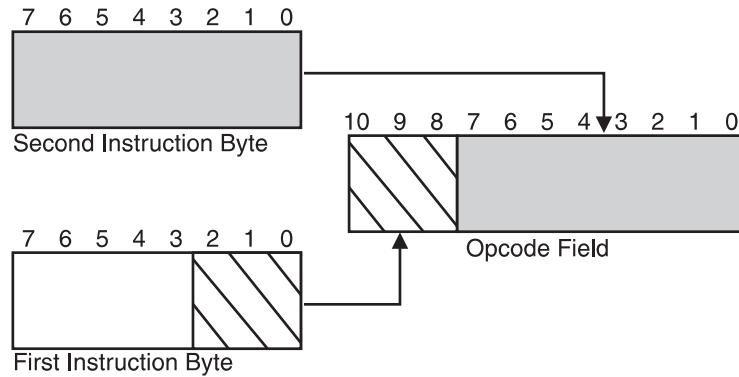 7 6 5 4 3 2 1 0
Second Instruction Byte
10 9 8 7 6 5 4 3 2 1 0
Opcode Field
7 6 5 4 3 2 1 0
First Instruction Byte